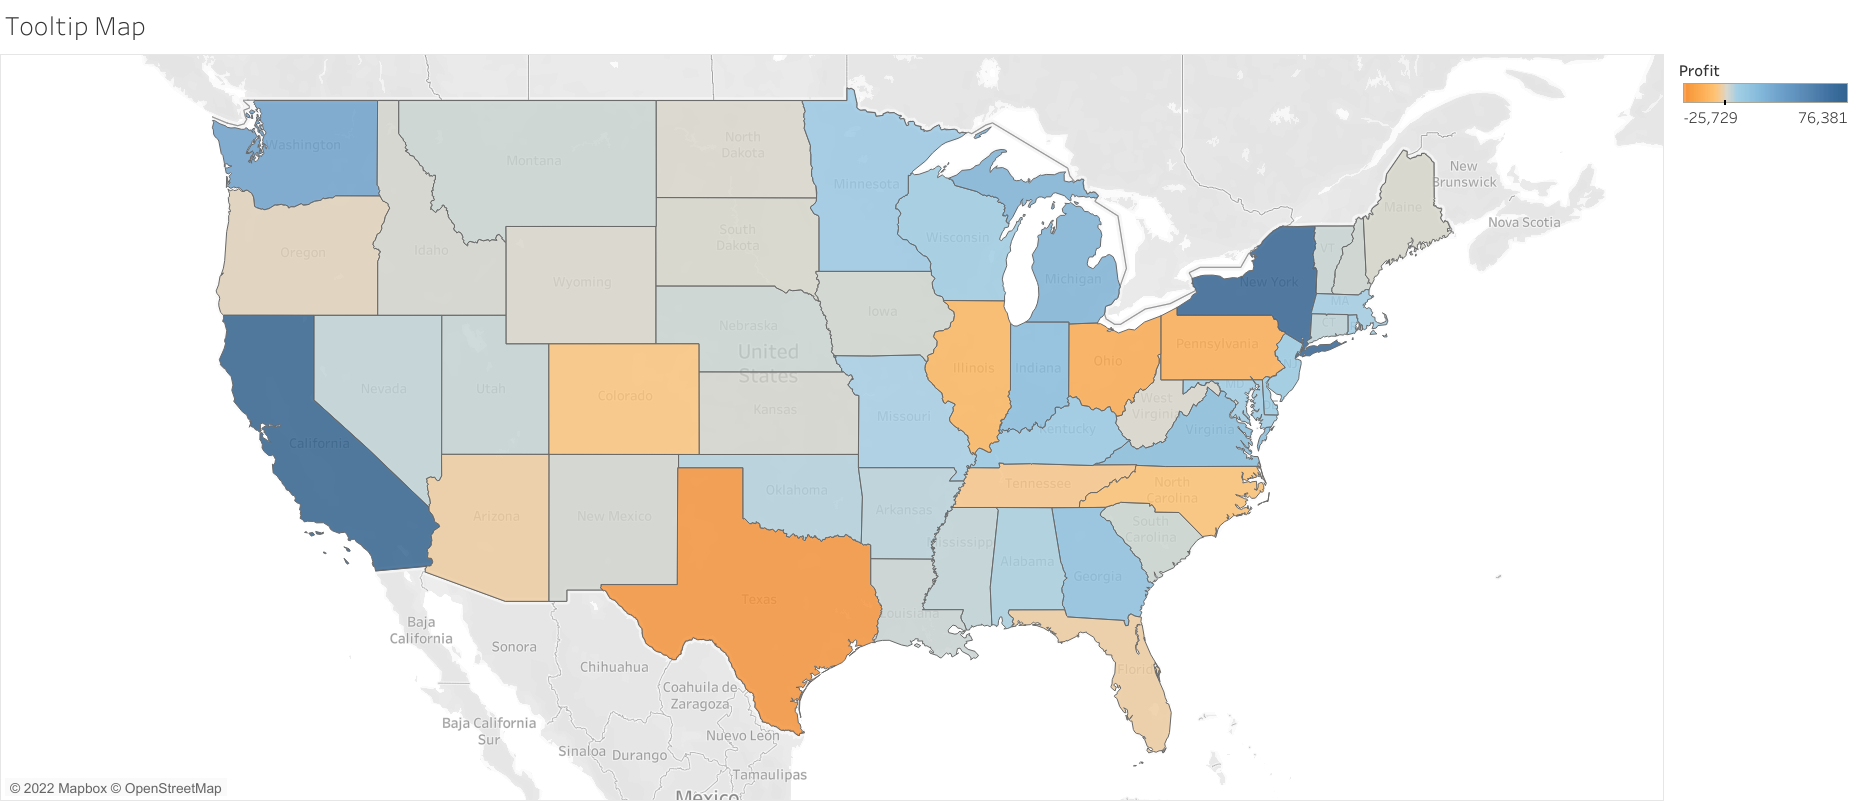 Tooltip Map
Profit
-25,729
76,381
Washington
Montana
North
Dakota
Minnesota
New
Brunswick
Maine
Nova Scotia
Oregon
Idaho
South
Dakota
Wisconsin
VT
Wyoming
Michigan
New York
MA
Iowa
CT
Nebraska
United
States
Illinois
Indiana
Ohio
Pennsylvania
NJ
Nevada
Utah
Colorado
MD
Kansas
Missouri
West
Virginia
California
Kentucky
Virginia
Tennessee
North
Carolina
Oklahoma
Arizona
New Mexico
Arkansas
South
Carolina
Mississippi
Alabama
Georgia
Texas
Louisiana
Baja
California
Sonora
Chihuahua
Florida
Coahuila de
Zaragoza
Baja California
Sur
Nuevo León
Sinaloa
Durango
Tamaulipas
© 2022 Mapbox © OpenStreetMap
Mexico